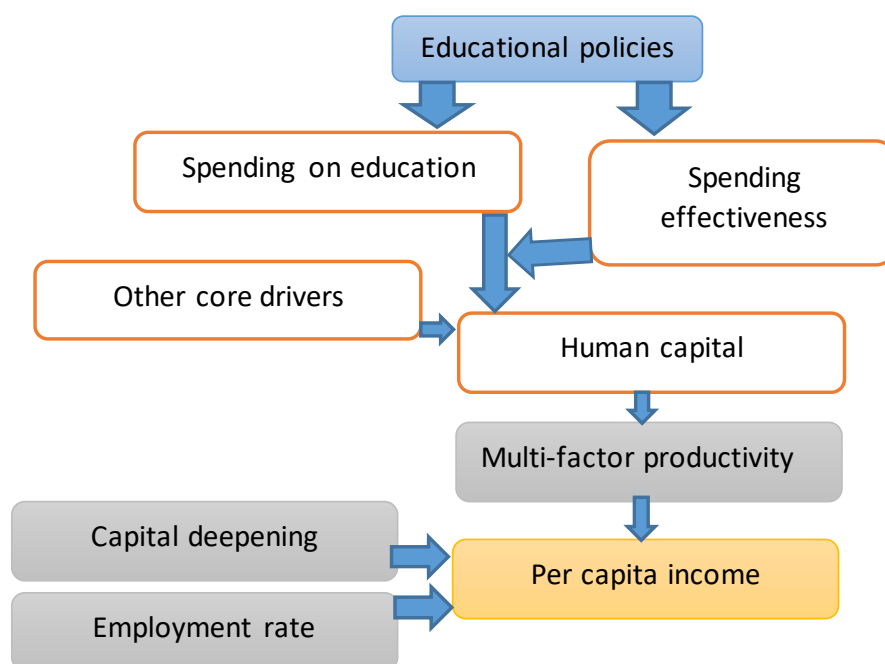 Educational policies
Spending on education
Spending
effectiveness
Other core drivers
Human capital
Multi-factor productivity
Capital deepening
Per capita income
Employment rate